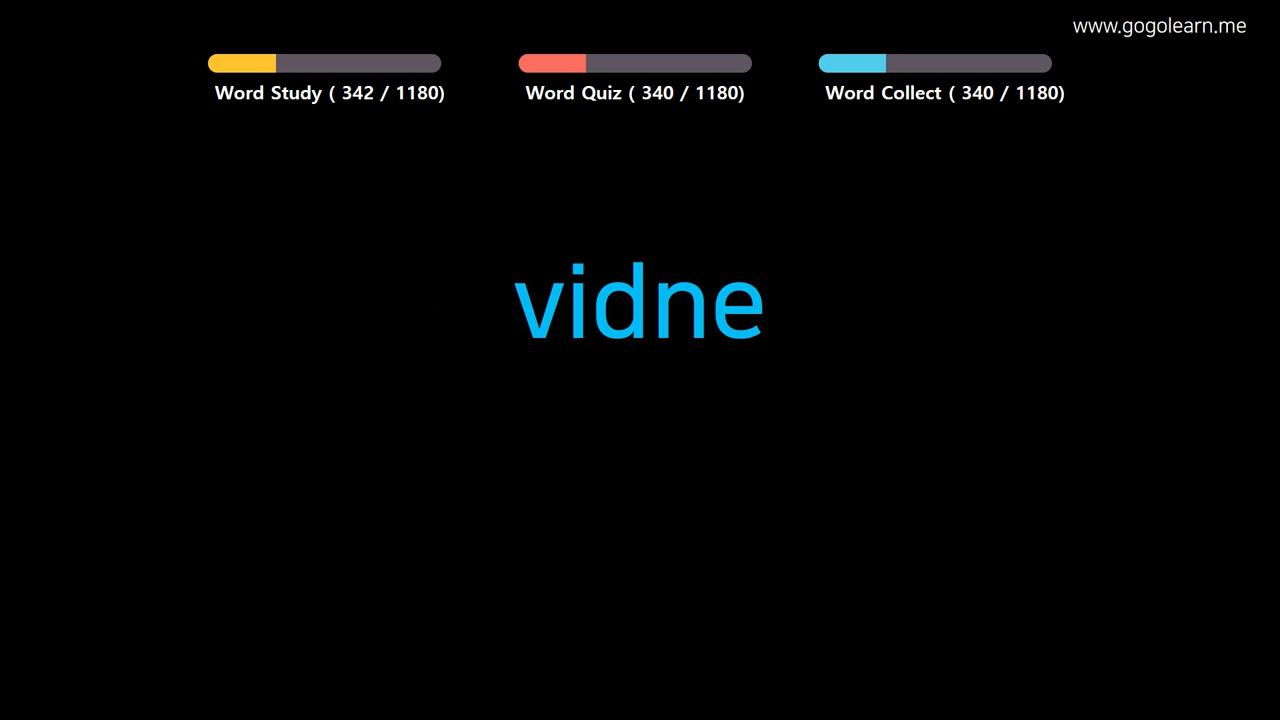 www.gogolearn.me
Word Study ( 342 / 1180)
Word Quiz ( 340 / 1180)
Word Collect ( 340 / 1180)
vidne